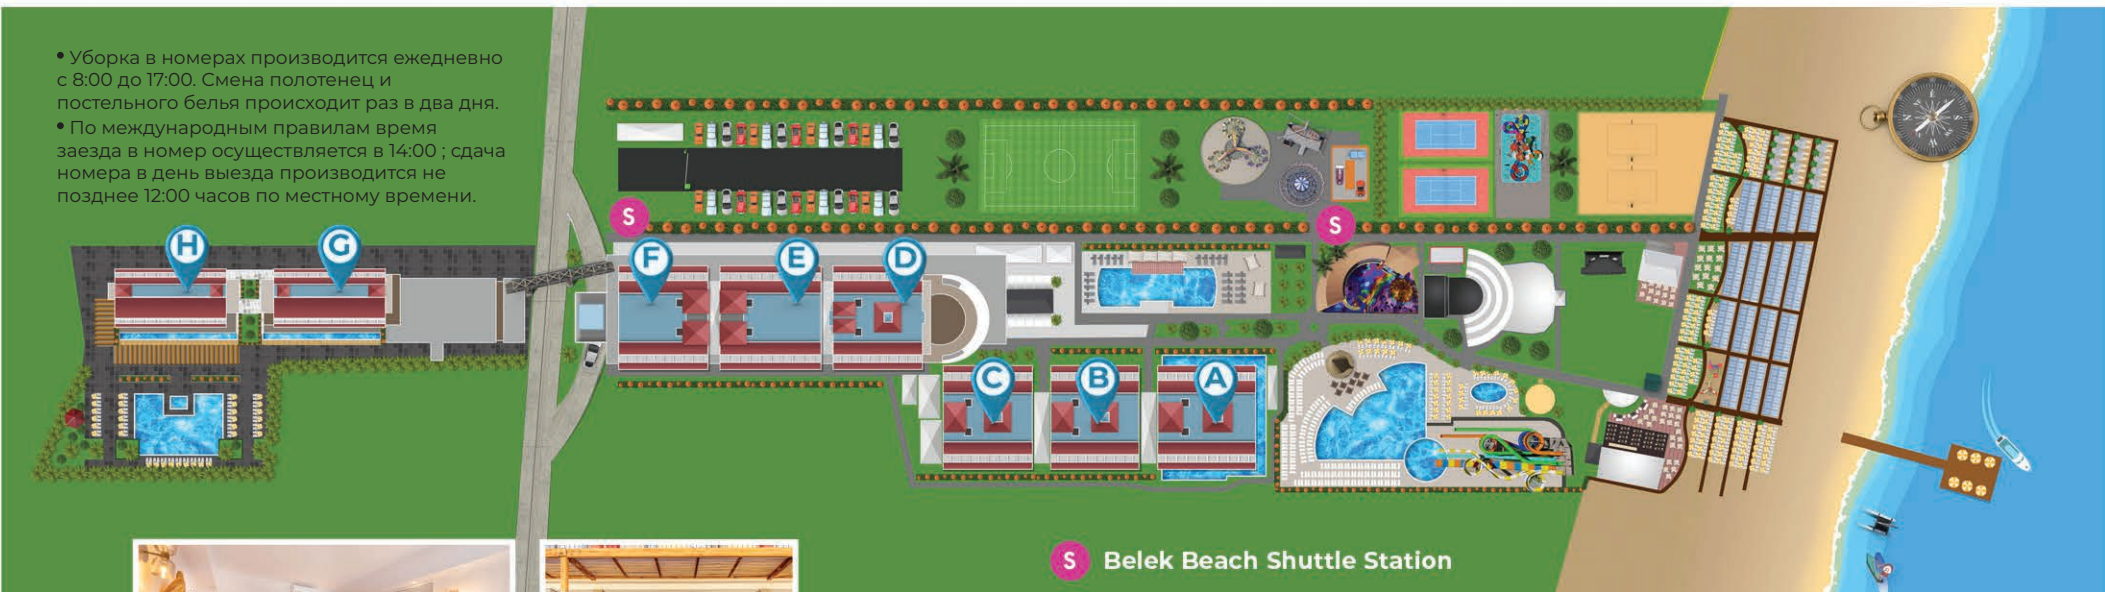 • Уборка в номерах производится ежедневно
с 8:00 до 17:00. Смена полотенец и
постельного белья происходит раз в два дня.
• По международным правилам время
заезда в номер осуществляется в 14:00 ; сдача
номера в день выезда производится не
позднее 12:00 часов по местному времени.
S
S
H
G
F
E
D
C
B
A
S Belek Beach Shuttle Station